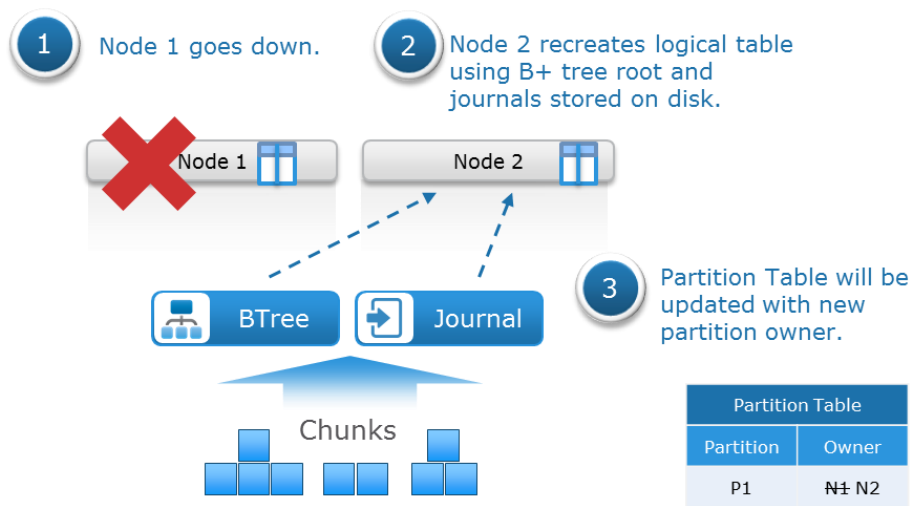 1
Node 1 goes down.
2
Node 2 recreates logical table
using B+ tree root and
journals stored on disk.
Node 1
Node 2
BTree
Journal
3
Partition Table will be
updated with new
partition owner.
Chunks
Partition Table
Partition Owner
P1 N1 N2